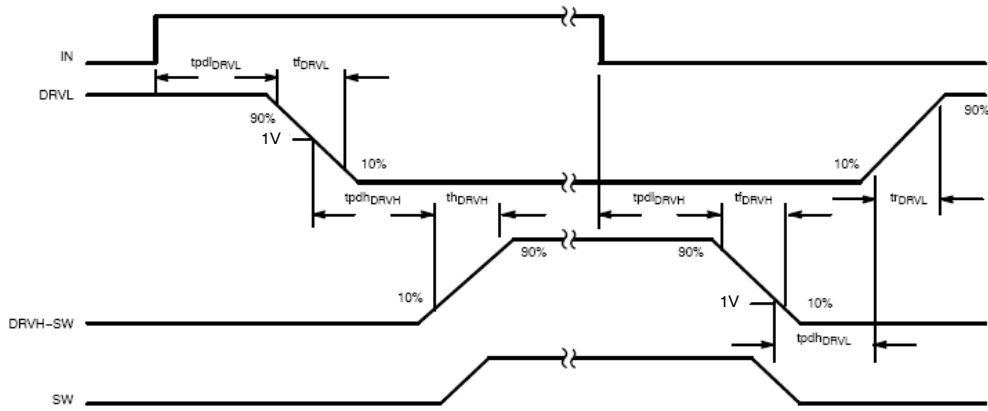 IN
tpdlDRVL
tfDRVL
DRVL
90%
90%
1V
10%
10%
tpdhDRVH
thDRVH
tpdlDRVH
tfDRVH
trDRVL
90%
90%
10%
1V
10%
DRVH-SW
tpdhDRVL
SW